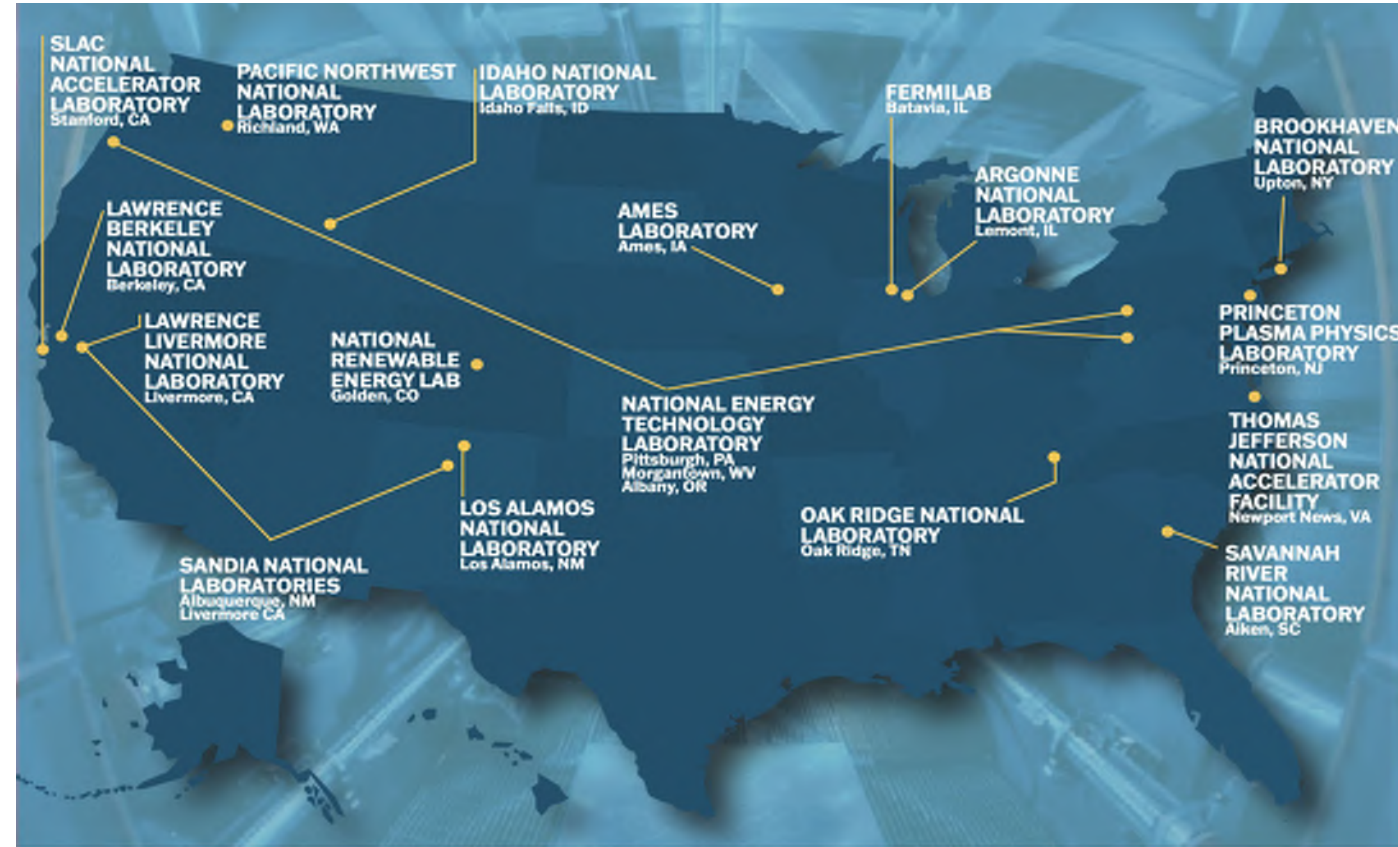 SLAC
NATIONAL
ACCELERATOR
LABORATORY
Stanford, CA
PACIFIC NORTHWEST
NATIONAL
LABORATORY
Richland, WA
IDAHO NATIONAL
LABORATORY
Idaho Falls, ID
FERMILAB
Batavia, IL
BROOKHAVEN
NATIONAL
LABORATORY
Upton, NY
ARGONNE
NATIONAL
LABORATORY
Lemont, IL
AMES
LABORATORY
Ames, IA
LAWRENCE
BERKELEY
NATIONAL
LABORATORY
Berkeley, CA
LAWRENCE
LIVERMORE
NATIONAL
LABORATORY
Livermore, CA
NATIONAL
RENEWABLE
ENERGY LAB
Golden, CO
PRINCETON
PLASMA PHYSICS
LABORATORY
Princeton, NJ
NATIONAL ENERGY
TECHNOLOGY
LABORATORY
Pittsburgh, PA
Morgantown, WV
Albany, OR
THOMAS
JEFFERSON
NATIONAL
ACCELERATOR
FACILITY
Newport News, VA
LOS ALAMOS
NATIONAL
LABORATORY
Los Alamos, NM
OAK RIDGE NATIONAL
LABORATORY
Oak Ridge, TN
SANDIA NATIONAL
LABORATORIES
Albuquerque, NM
Livermore CA
SAVANNAH
RIVER
NATIONAL
LABORATORY
Aiken, SC